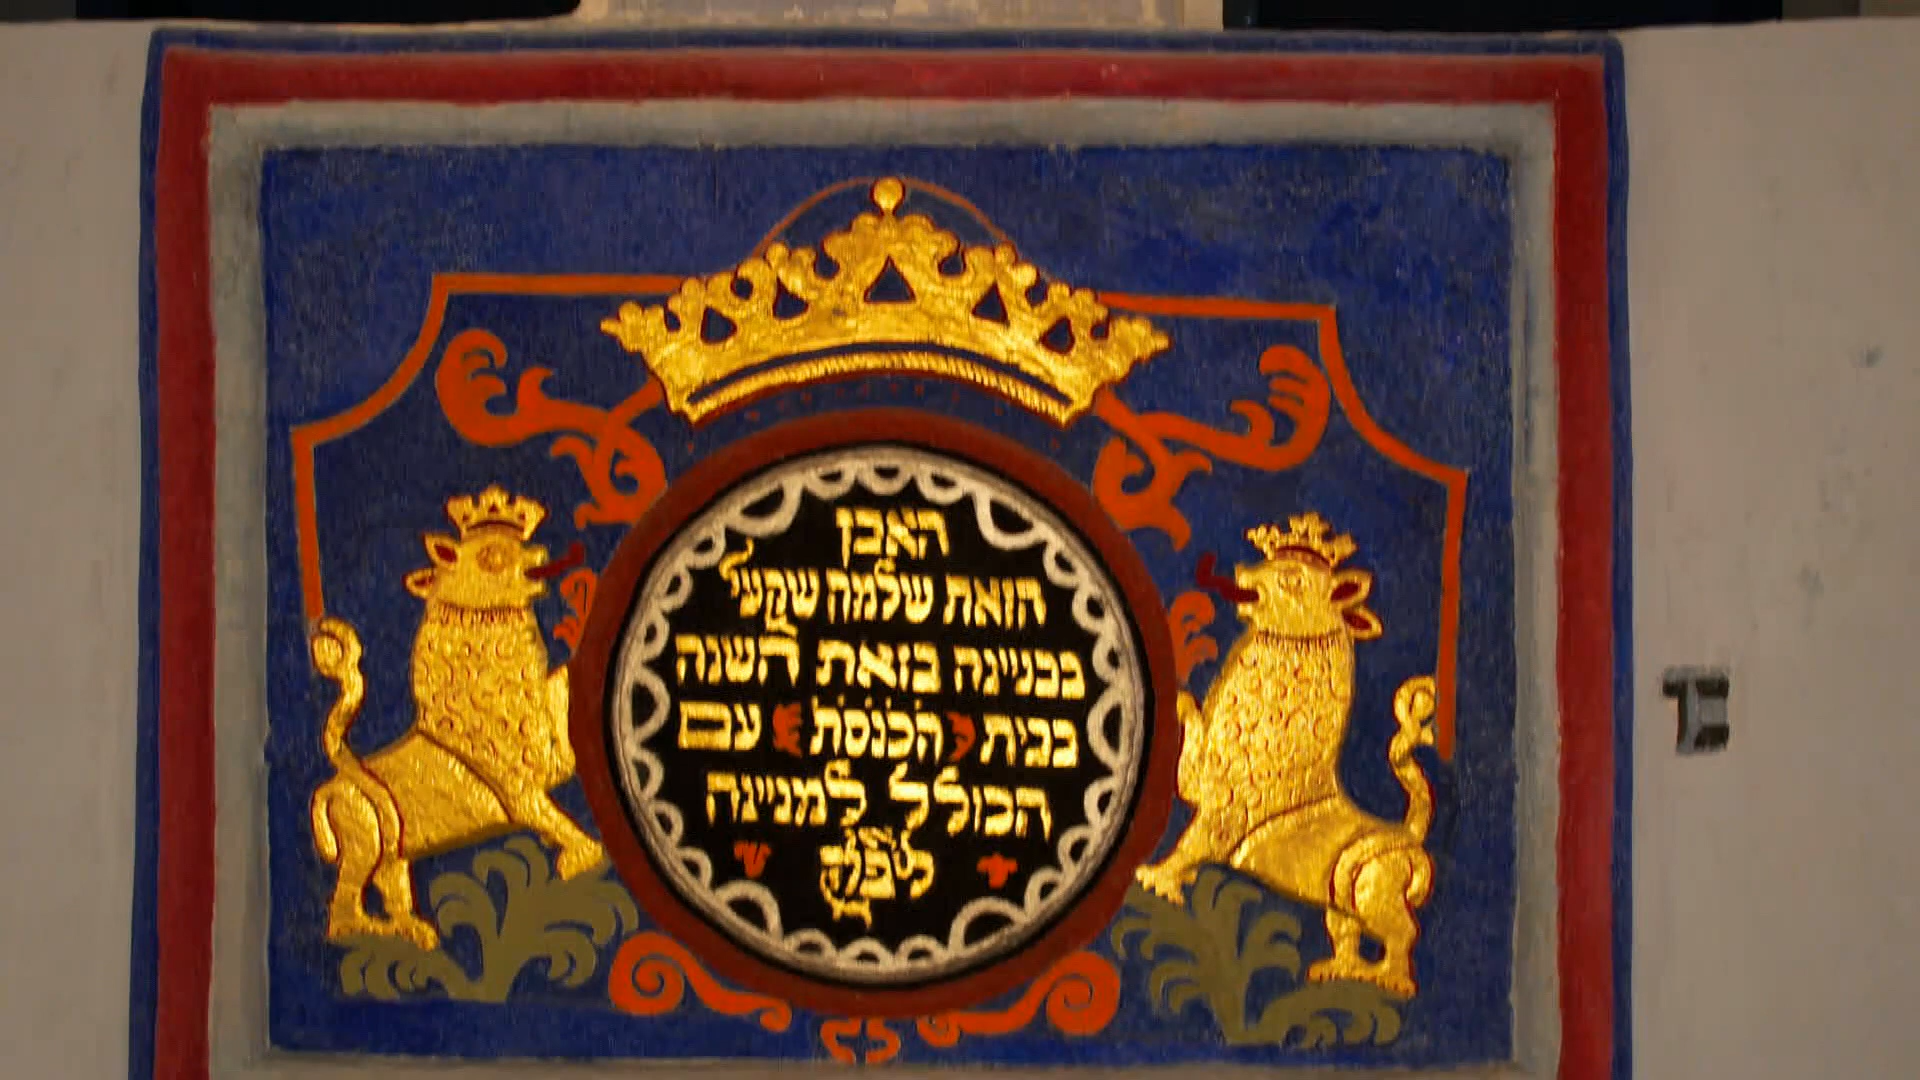 האבן
הזאת שלמה שקעי
בבניינה בזאת השנה
בבית הכנסת עם
הכולל למניינה
לפק